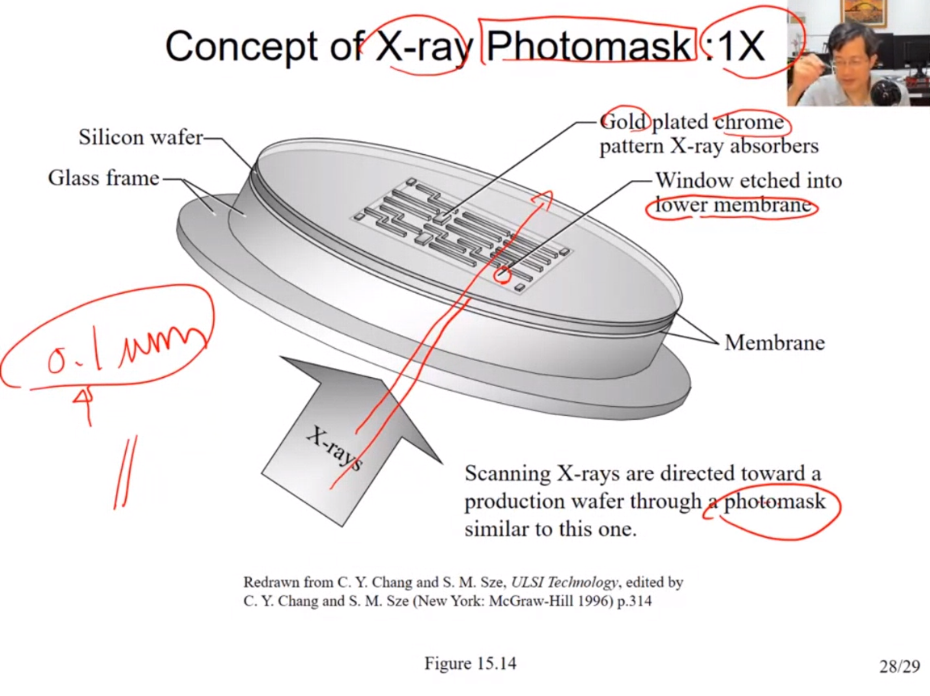 Concept of X-ray Photomask :1X
Silicon wafer
Glass frame
Gold plated chrome
pattern X-ray absorbers
Window etched into
lower membrane
Membrane
0.1 um
X-rays
Scanning X-rays are directed toward a
production wafer through a photomask
similar to this one.
Redrawn from C. Y. Chang and S. M. Sze, ULSI Technology, edited by
C. Y. Chang and S. M. Sze (New York: McGraw-Hill 1996) p.314
Figure 15.14
28/29